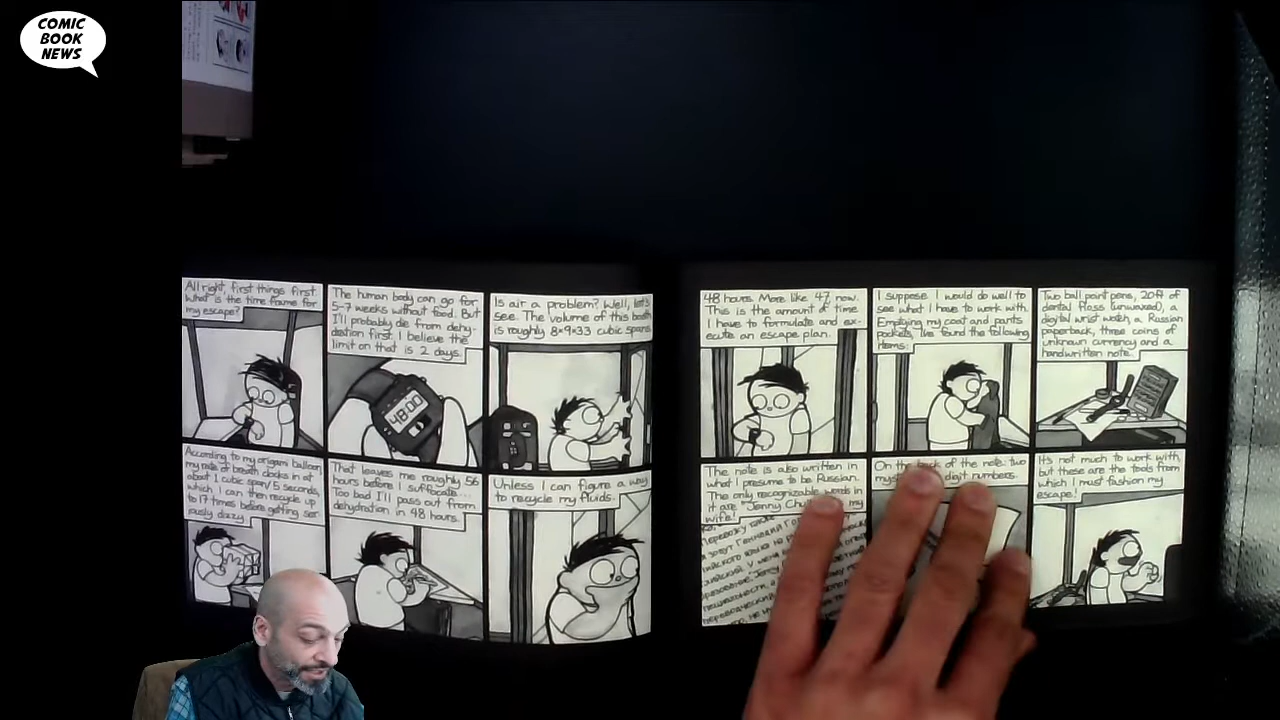 COMIC
BOOK
NEWS
All right, first things first.
What is the time frame for
my escape?
The human body can go for
5-7 weeks without food. But
I'll probably die from dehy-
dration first. I believe the
limit on that is 2 days.
48:00
Is air a problem? Well, let's
see. The volume of this booth
is roughly 8×9×33 cubic spans.
According to my origami balloon,
my rate of breath clocks in at
about 1 cubic span/5 seconds,
which I can then recycle up
to 17 times before getting ser-
iously dizzy.
That leaves me roughly 56
hours before I suffocate...
Too bad I'll pass out from
dehydration in 48 hours.
Unless I can figure a way
to recycle my fluids.
48 hours. More like 47 now.
This is the amount of time
I have to formulate and ex-
ecute an escape plan.
I suppose I would do well to
see what I have to work with.
Emptying my coat and pants
pockets, I've found the following
items:
Two ball point pens, 20ft of
dental floss (unwaxed), a
digital wrist watch, a Russian
paperback, three coins of
unknown currency and a
handwritten note.
The note is also written in
what I presume to be Russian.
The only recognizable words in
it are "Jenny my
wife!
On the back of the note: two
digit numbers.
It's not much to work with,
but these are the tools from
which I must fashion my
escape!